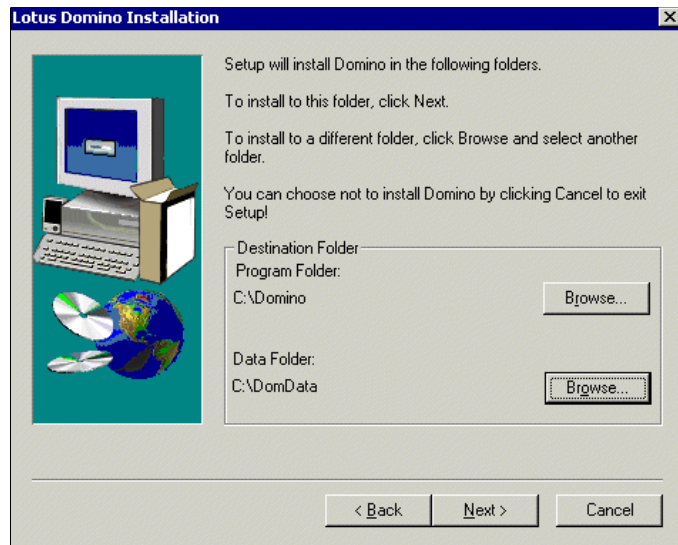 Lotus Domino Installation
Setup will install Domino in the following folders.
To install to this folder, click Next.
To install to a different folder, click Browse and select another
folder.
You can choose not to install Domino by clicking Cancel to exit
Setup!
Destination Folder
Program Folder:
C:\Domino
Browse...
Data Folder:
C:\DomData
Browse...
< Back
Next >
Cancel